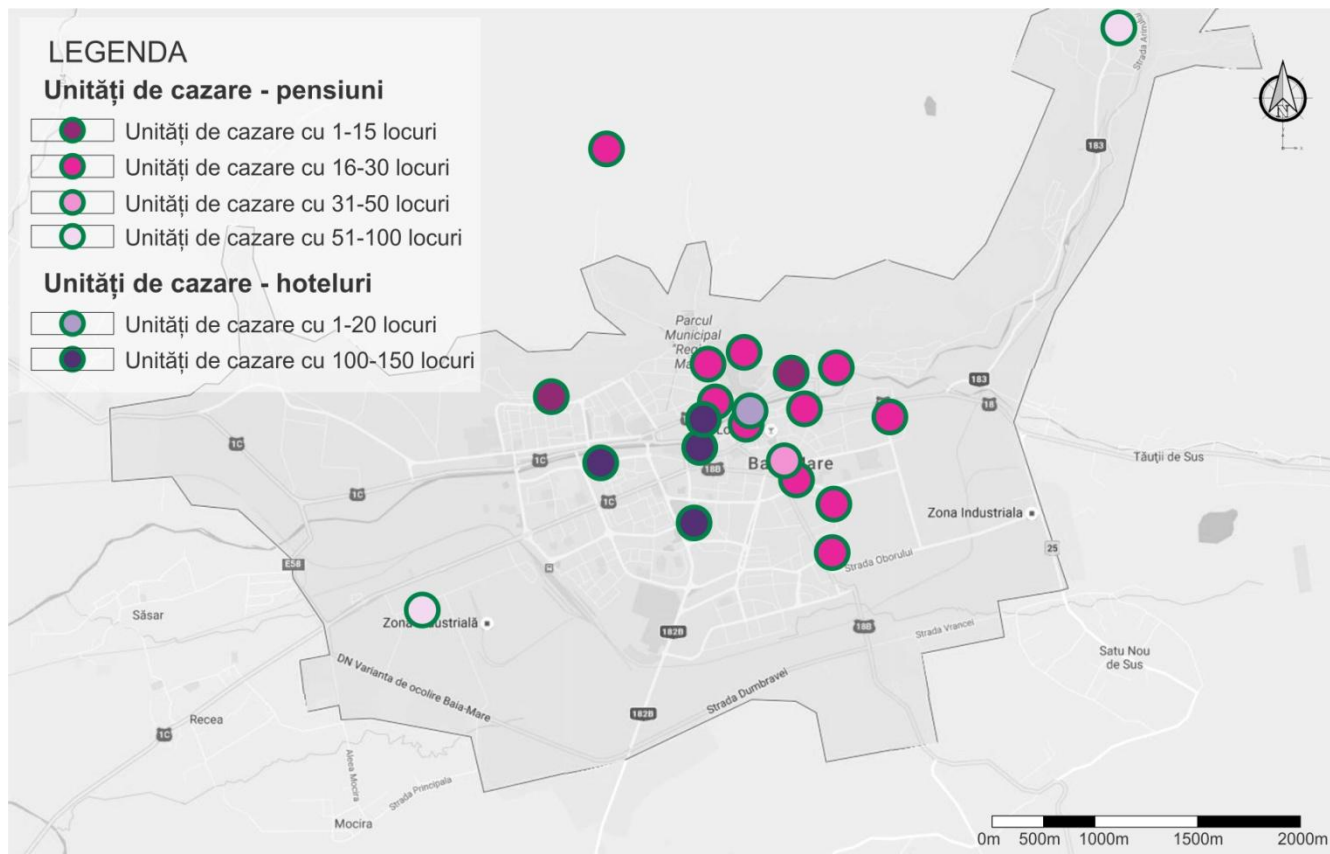 LEGENDA
Unități de cazare - pensiuni
Unități de cazare cu 1-15 locuri
Unități de cazare cu 16-30 locuri
Unități de cazare cu 31-50 locuri
Unități de cazare cu 51-100 locuri
Unități de cazare - hoteluri
Unități de cazare cu 1-20 locuri
Unități de cazare cu 100-150 locuri
N
183
Parcul
Municipal
183
18
1C
1C
1C
1C
18B
Tăuții de Sus
Zona Industriala
25
E58
Strada Oborului
Săsar
182B
18B
Strada Vrancei
Satu Nou
de Sus
DN Varianta de ocolire Baia-Mare
Strada Dumbravei
Recea
1C
182B
Aleea Mocira
Strada Principala
Mocira
0m 500m 1000m 1500m 2000m